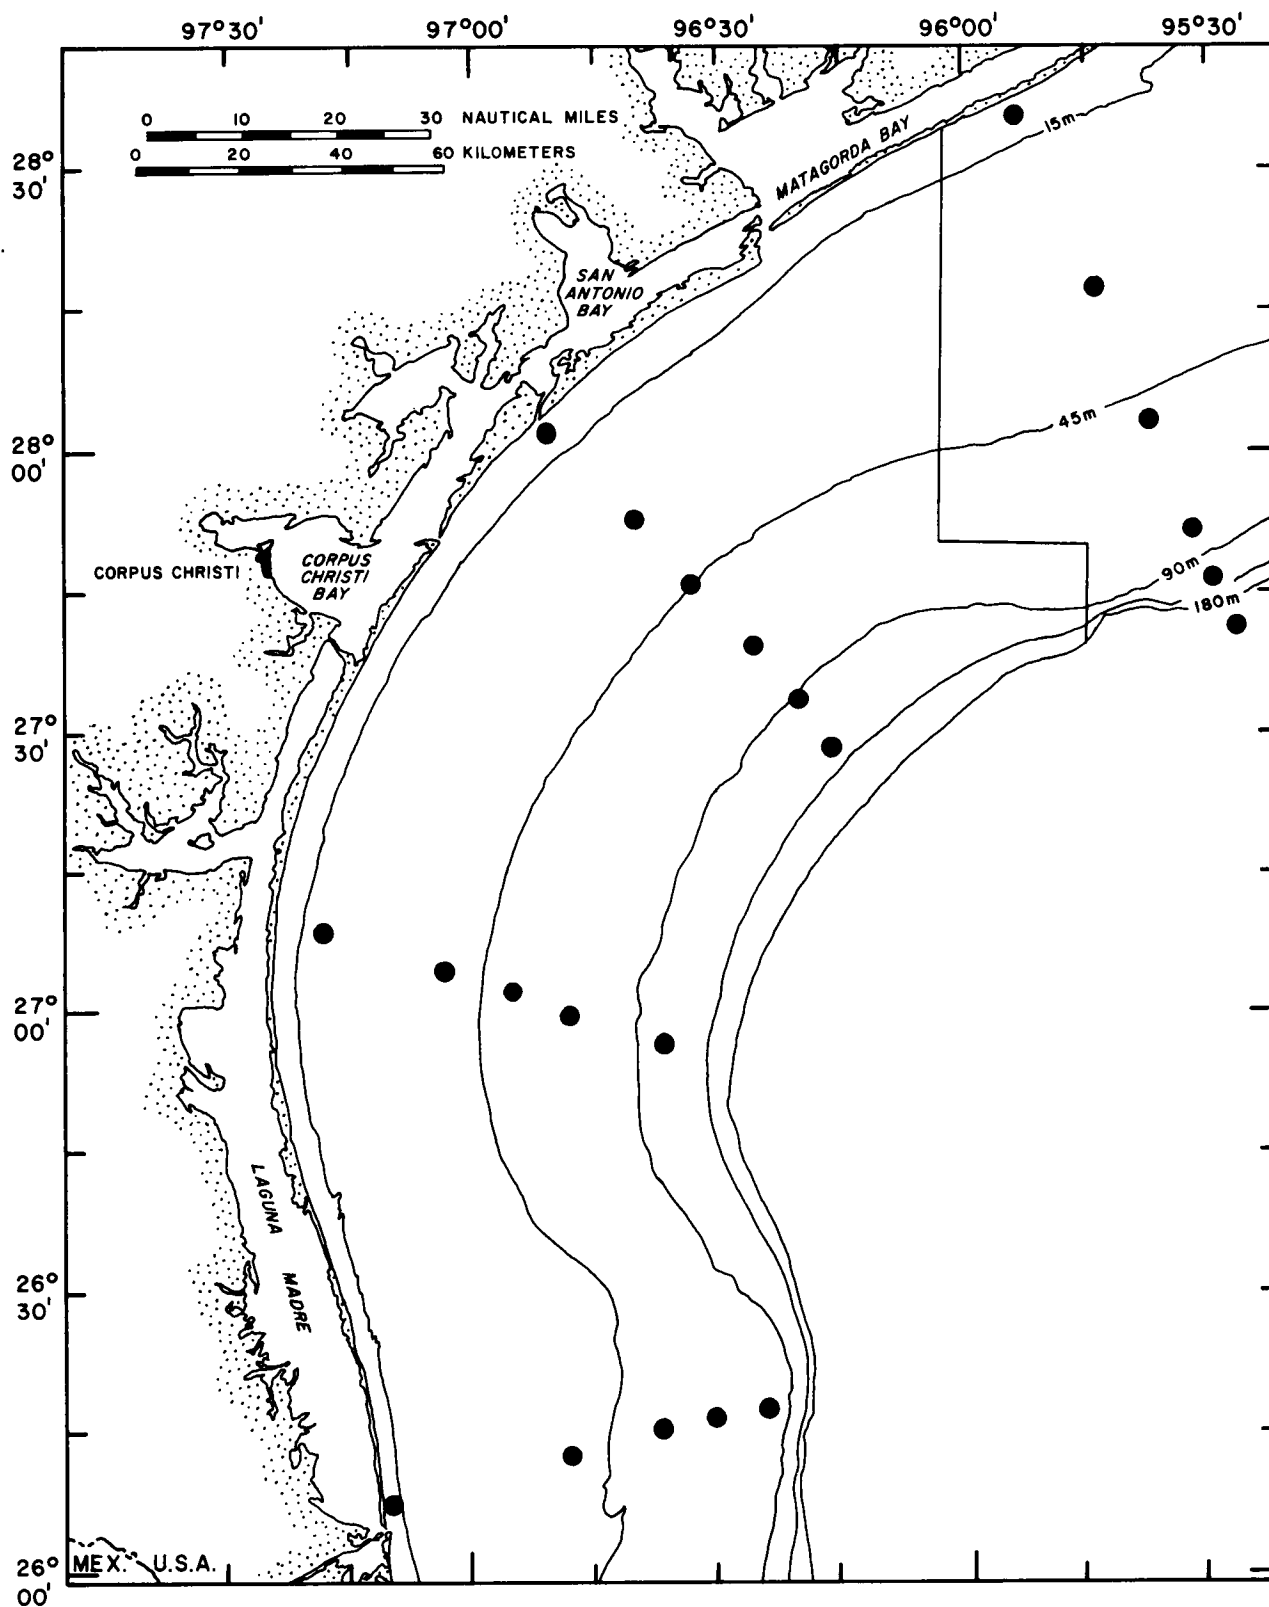 97°30' 97°00' 96°30' 96°00' 95°30'
0 10 20 30 NAUTICAL MILES
0 20 40 60 KILOMETERS
28°
30'
MATAGORDA BAY
15m
SAN
ANTONIO
BAY
45m
28°
00'
CORPUS CHRISTI
CORPUS
CHRISTI
BAY
90m
180m
27°
30'
27°
00'
LAGUNA
MADRE
26°
30'
MEX. U.S.A.
26°
00'